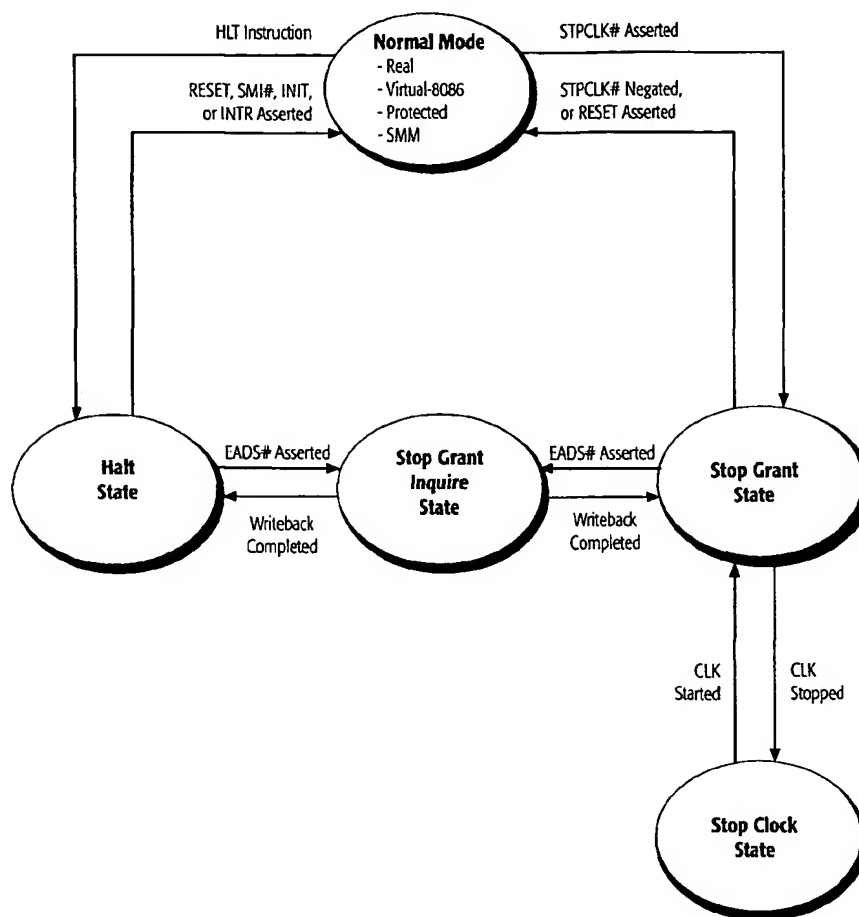 HLT Instruction
Normal Mode
- Real
- Virtual-8086
- Protected
- SMM
STPCLK# Asserted
RESET, SMI#, INIT,
or INTR Asserted
STPCLK# Negated,
or RESET Asserted
Halt
State
EADS# Asserted
Writeback
Completed
Stop Grant
Inquire
State
EADS# Asserted
Writeback
Completed
Stop Grant
State
CLK
Started
CLK
Stopped
Stop Clock
State